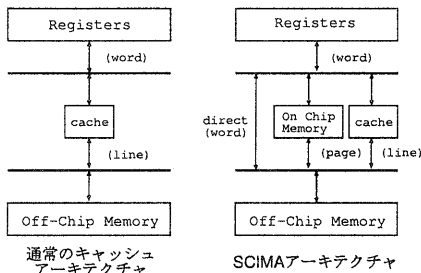 Registers
(word)
cache
(line)
Off-Chip Memory
通常のキャッシュ
アーキテクチャ
Registers
(word)
direct
(word)
On Chip
Memory
cache
(page)
(line)
Off-Chip Memory
SCIMAアーキテクチャ